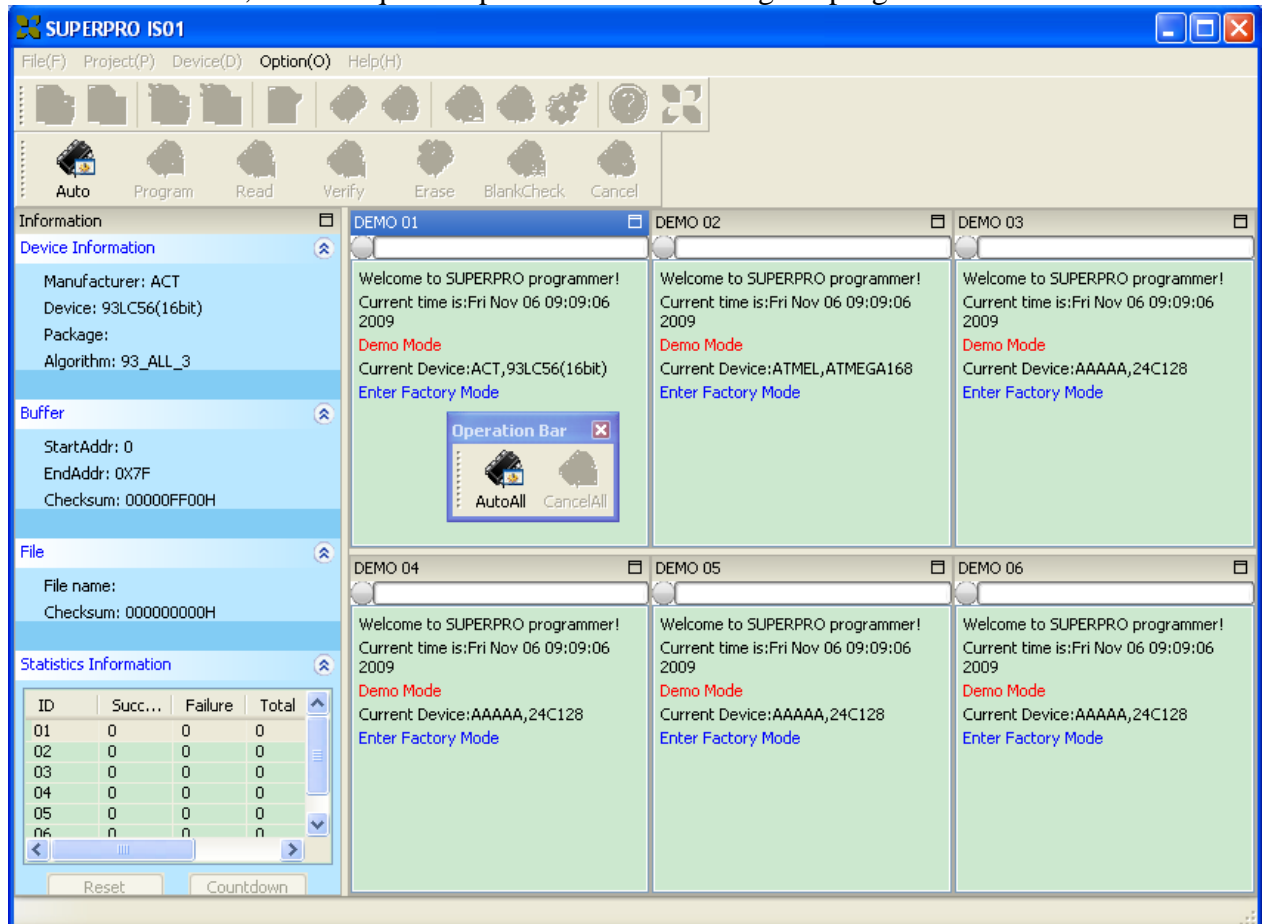 SUPERPRO IS01
File(F) Project(P) Device(D) Option(O) Help(H)
Auto Program Read Verify Erase BlankCheck Cancel
Information
Device Information
Manufacturer: ACT
Device: 93LC56(16bit)
Package:
Algorithm: 93_ALL_3
Buffer
StartAddr: 0
EndAddr: 0X7F
Checksum: 00000FF00H
File
File name:
Checksum: 000000000H
Statistics Information
ID Succ... Failure Total
01 0 0 0
02 0 0 0
03 0 0 0
04 0 0 0
05 0 0 0
06 0 0 0
Reset Countdown
DEMO 01
Welcome to SUPERPRO programmer!
Current time is:Fri Nov 06 09:09:06
2009
Demo Mode
Current Device:ACT,93LC56(16bit)
Enter Factory Mode
Operation Bar
AutoAll CancelAll
DEMO 02
Welcome to SUPERPRO programmer!
Current time is:Fri Nov 06 09:09:06
2009
Demo Mode
Current Device:ATMEL,ATMEGA168
Enter Factory Mode
DEMO 03
Welcome to SUPERPRO programmer!
Current time is:Fri Nov 06 09:09:06
2009
Demo Mode
Current Device:AAAAA,24C128
Enter Factory Mode
DEMO 04
Welcome to SUPERPRO programmer!
Current time is:Fri Nov 06 09:09:06
2009
Demo Mode
Current Device:AAAAA,24C128
Enter Factory Mode
DEMO 05
Welcome to SUPERPRO programmer!
Current time is:Fri Nov 06 09:09:06
2009
Demo Mode
Current Device:AAAAA,24C128
Enter Factory Mode
DEMO 06
Welcome to SUPERPRO programmer!
Current time is:Fri Nov 06 09:09:06
2009
Demo Mode
Current Device:AAAAA,24C128
Enter Factory Mode